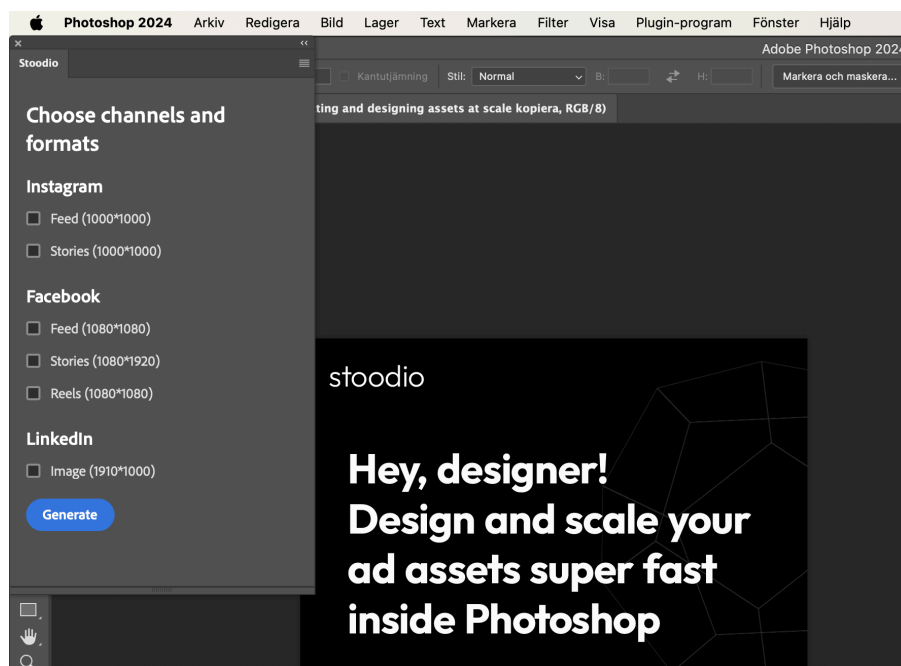 Photoshop 2024 Arkiv Redigera Bild Lager Text Markera Filter Visa Plugin-program Fönster Hjälp
Adobe Photoshop 2024
Stoodio
Kantutjämning Stil: Normal B: H: Markera och maskera...
ting and designing assets at scale kopiera, RGB/8)
Choose channels and
formats
Instagram
Feed (1000*1000)
Stories (1000*1000)
Facebook
Feed (1080*1080)
Stories (1080*1920)
Reels (1080*1080)
LinkedIn
Image (1910*1000)
Generate
stoodio
Hey, designer!
Design and scale your
ad assets super fast
inside Photoshop